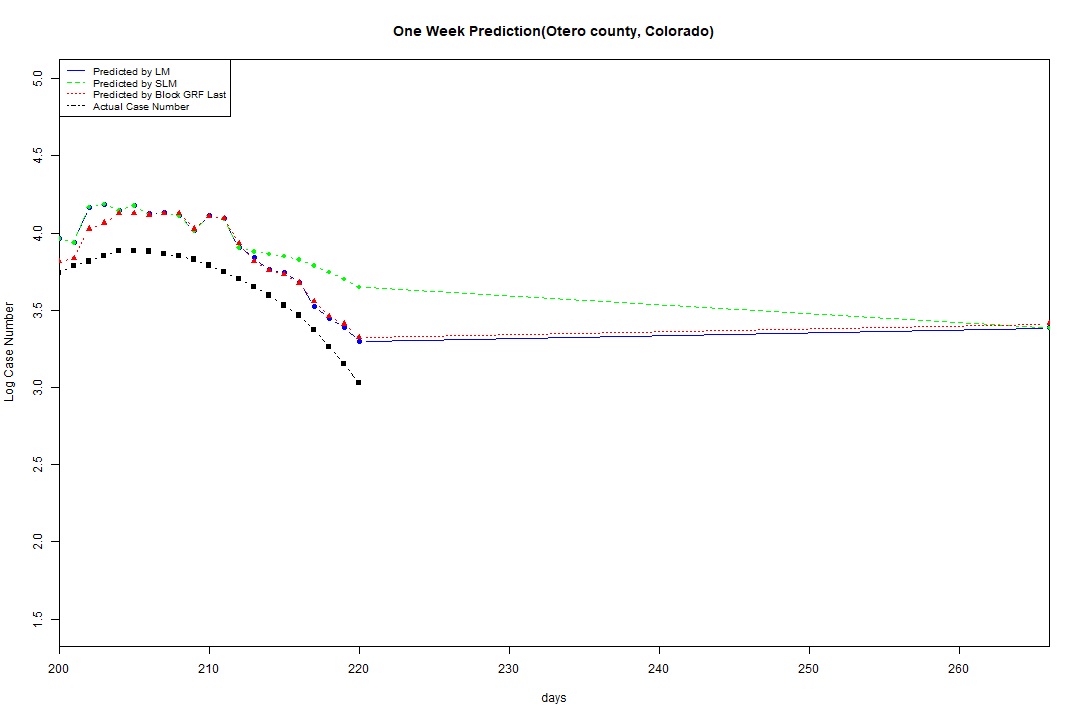 One Week Prediction(Otero county, Colorado)
Predicted by LM
Predicted by SLM
Predicted by Block GRF Last
Actual Case Number
Log Case Number
5.0
4.5
4.0
3.5
3.0
2.5
2.0
1.5
200 210 220 230 240 250 260
days